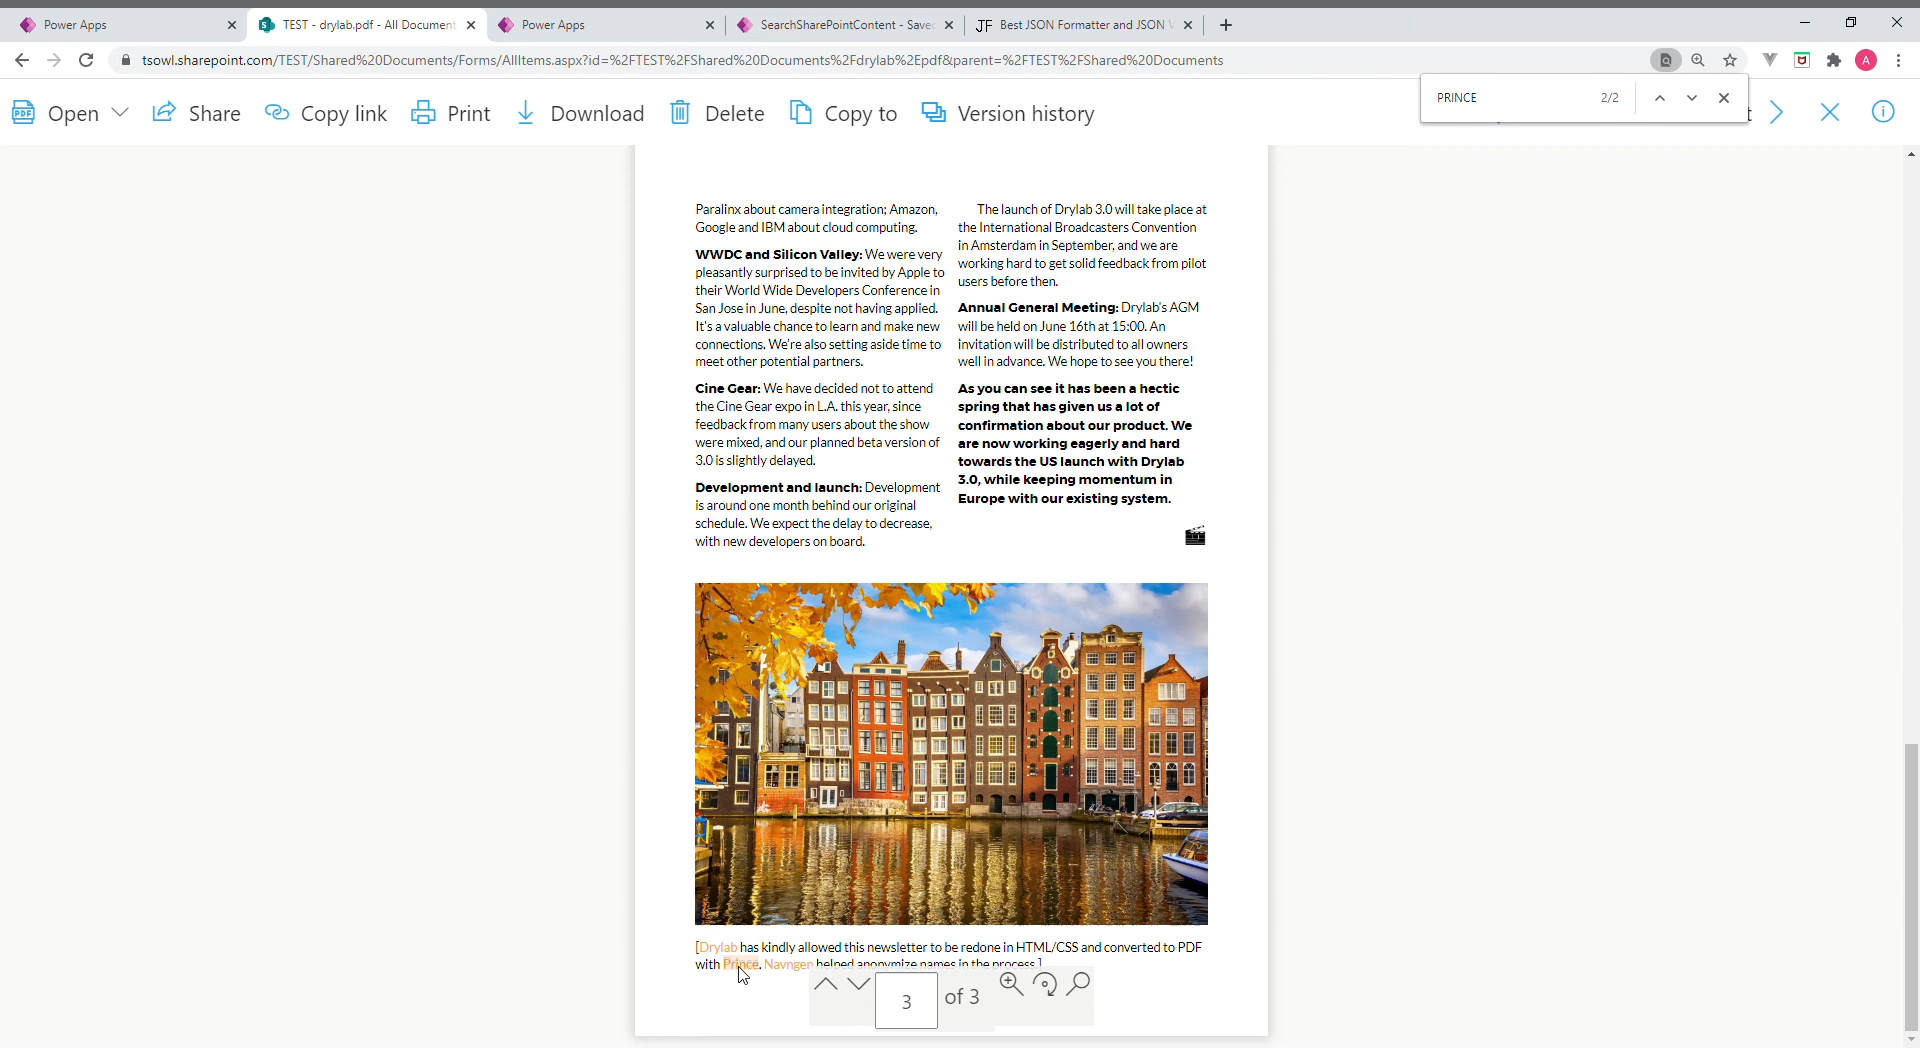 Power Apps
TEST - drylab.pdf - All Document
Power Apps
SearchSharePointContent - Save
JF Best JSON Formatter and JSON V
tsowl.sharepoint.com/TEST/Shared%20Documents/Forms/AllItems.aspx?id=%2FTEST%2FShared%20Documents%2Fdrylab%2Epdf&parent=%2FTEST%2FShared%20Documents
A
PRINCE 2/2
PDF Open
Share
Copy link
Print
Download
Delete
Copy to
Version history
Paralinx about camera integration; Amazon,
Google and IBM about cloud computing.
WWDC and Silicon Valley: We were very
pleasantly surprised to be invited by Apple to
their World Wide Developers Conference in
San Jose in June, despite not having applied.
It's a valuable chance to learn and make new
connections. We're also setting aside time to
meet other potential partners.
Cine Gear: We have decided not to attend
the Cine Gear expo in L.A. this year, since
feedback from many users about the show
were mixed, and our planned beta version of
3.0 is slightly delayed.
Development and launch: Development
is around one month behind our original
schedule. We expect the delay to decrease,
with new developers on board.
The launch of Drylab 3.0 will take place at
the International Broadcasters Convention
in Amsterdam in September, and we are
working hard to get solid feedback from pilot
users before then.
Annual General Meeting: Drylab's AGM
will be held on June 16th at 15:00. An
invitation will be distributed to all owners
well in advance. We hope to see you there!
As you can see it has been a hectic
spring that has given us a lot of
confirmation about our product. We
are now working eagerly and hard
towards the US launch with Drylab
3.0, while keeping momentum in
Europe with our existing system.
[Drylab has kindly allowed this newsletter to be redone in HTML/CSS and converted to PDF
with Prince. Navngen helped anonymize names in the process.]
3 of 3